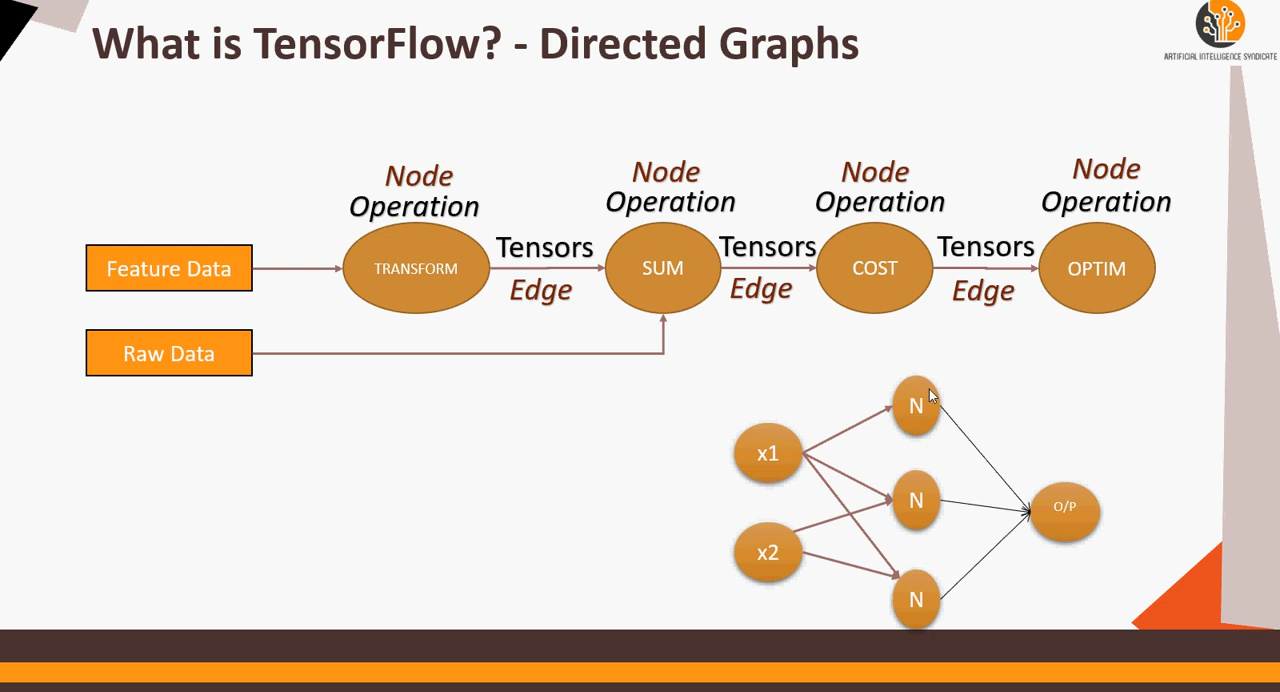 What is TensorFlow? - Directed Graphs
ARTIFICIAL INTELLIGENCE SYNDICATE
Node
Operation
Node
Operation
Node
Operation
Node
Operation
Feature Data
TRANSFORM
Tensors
Edge
SUM
Tensors
Edge
COST
Tensors
Edge
OPTIM
Raw Data
x1
x2
N
N
N
O/P